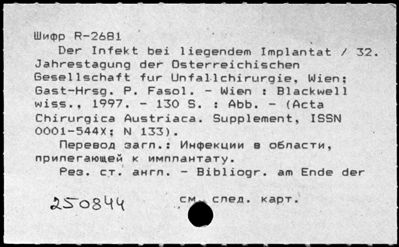 Шифр R-2681
Der Infekt bei liegendem Implantat / 32.
Jahrestagung der Osterreichischen
Gesellschaft fur Unfallchirurgie, Wien;
Gast-Hrsg. P. Fasol. - Wien : Blackwell
wiss., 1997. - 130 S. : Abb. - (Acta
Chirurgica Austriaca. Supplement, ISSN
0001-544X; N 133).
Перевод загл.: Инфекции в области,
прилегающей к имплантату.
Рез. ст. англ. - Bibliogr. am Ende der
см. след. карт.
250844